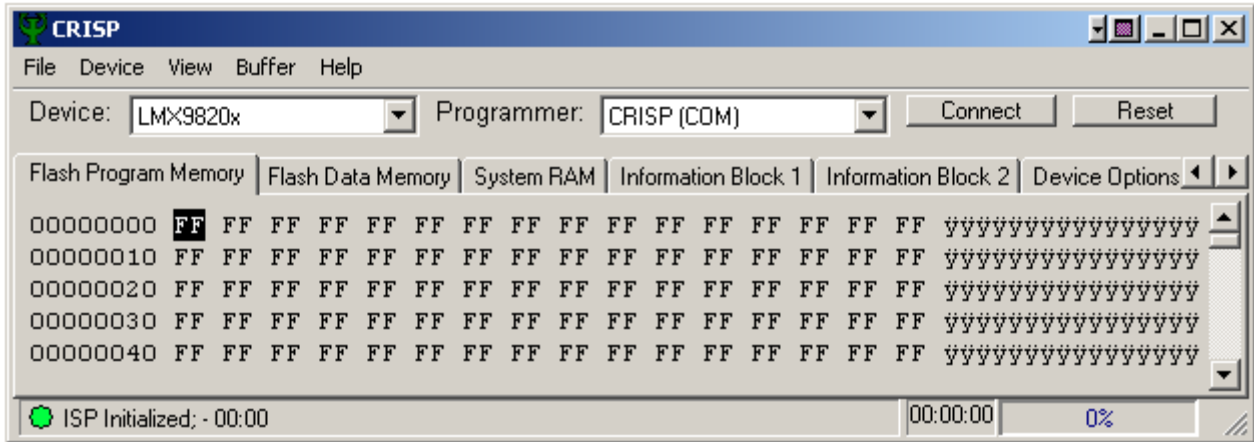 CRISP
File Device View Buffer Help
Device: LMX9820x Programmer: CRISP (COM) Connect Reset
Flash Program Memory Flash Data Memory System RAM Information Block 1 Information Block 2 Device Options
00000000 FF FF FF FF FF FF FF FF FF FF FF FF FF FF FF FF ÿÿÿÿÿÿÿÿÿÿÿÿÿÿÿÿ
00000010 FF FF FF FF FF FF FF FF FF FF FF FF FF FF FF FF ÿÿÿÿÿÿÿÿÿÿÿÿÿÿÿÿ
00000020 FF FF FF FF FF FF FF FF FF FF FF FF FF FF FF FF ÿÿÿÿÿÿÿÿÿÿÿÿÿÿÿÿ
00000030 FF FF FF FF FF FF FF FF FF FF FF FF FF FF FF FF ÿÿÿÿÿÿÿÿÿÿÿÿÿÿÿÿ
00000040 FF FF FF FF FF FF FF FF FF FF FF FF FF FF FF FF ÿÿÿÿÿÿÿÿÿÿÿÿÿÿÿÿ
ISP Initialized; - 00:00 00:00:00 0%